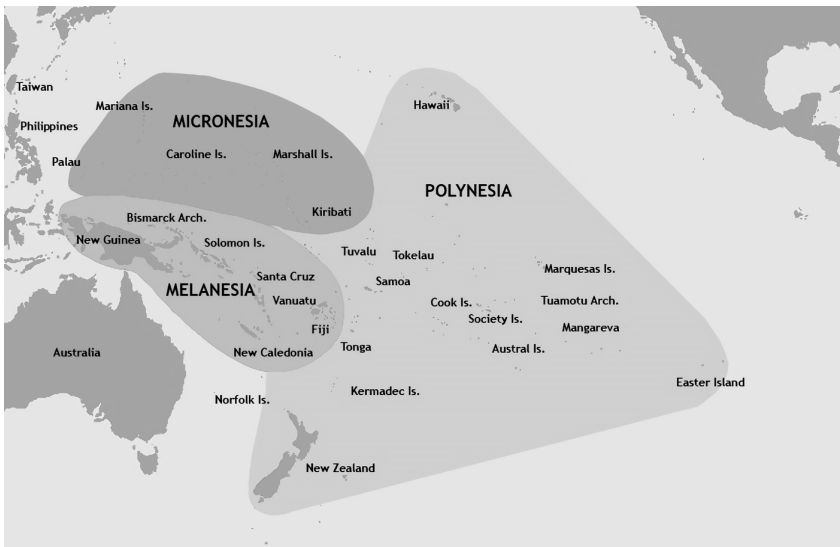 Taiwan
Hawaii
Mariana Is.
MICRONESIA
Philippines
Palau
Caroline Is.
Marshall Is.
POLYNESIA
Kiribati
Bismarck Arch.
New Guinea
Solomon Is.
Tuvalu
Tokelau
Marquesas Is.
Santa Cruz
Samoa
MELANESIA
Vanuatu
Cook Is.
Tuamotu Arch.
Society Is.
Fiji
Mangareva
Australia
New Caledonia
Tonga
Austral Is.
Easter Island
Norfolk Is.
Kermadec Is.
New Zealand